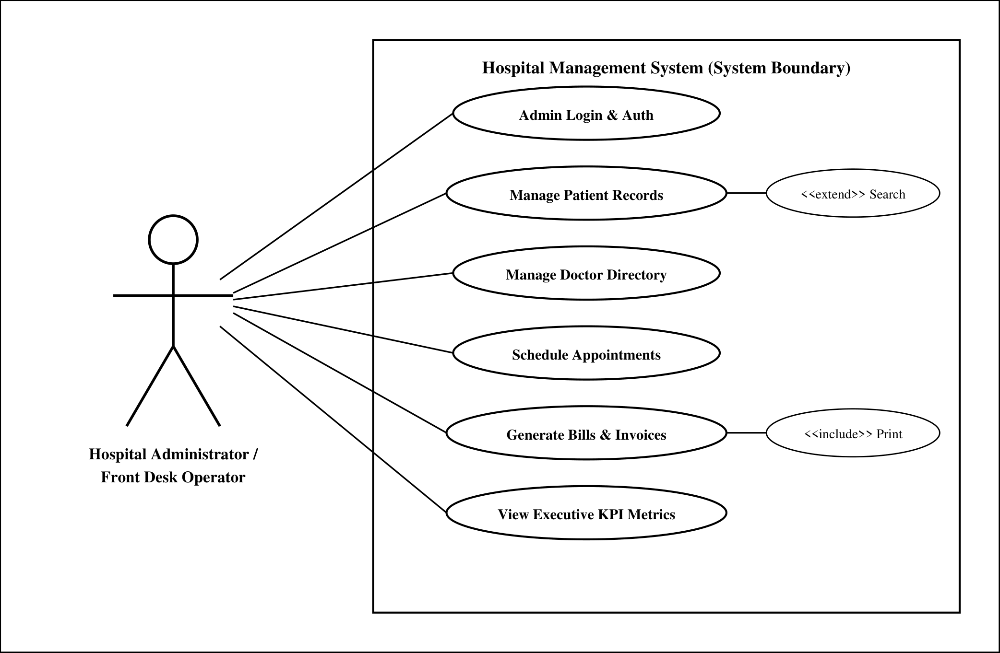 Hospital Management System (System Boundary)
Admin Login & Auth
Manage Patient Records
<<extend>> Search
Manage Doctor Directory
Schedule Appointments
Generate Bills & Invoices
<<include>> Print
View Executive KPI Metrics
Hospital Administrator /
Front Desk Operator